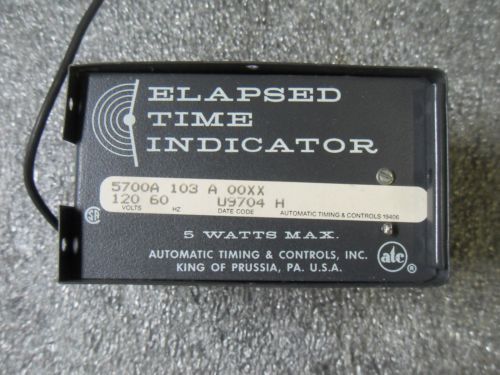 ELAPSED
TIME
INDICATOR
5700A 103 A 00XX
120 60 U9704 H
VOLTS HZ DATE CODE AUTOMATIC TIMING & CONTROLS 19406
5 WATTS MAX.
AUTOMATIC TIMING & CONTROLS, INC.
KING OF PRUSSIA, PA. U.S.A.
atc ®